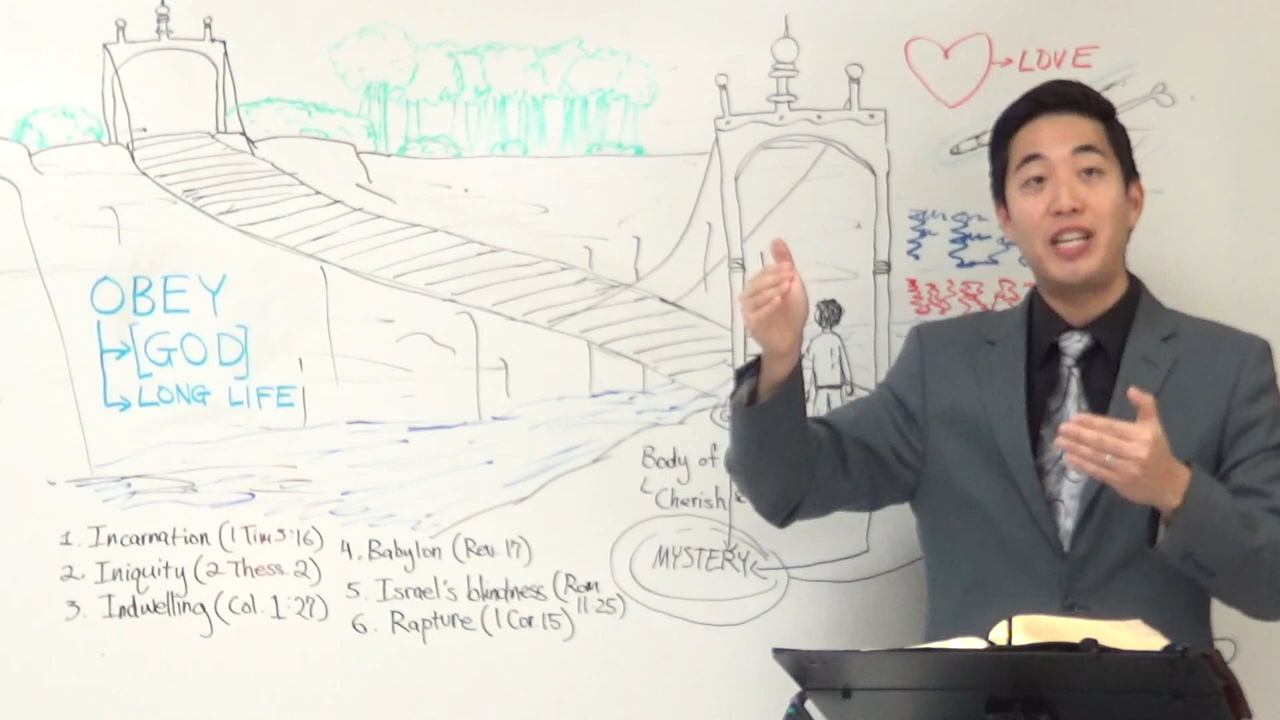 → LOVE
OBEY
[GOD]
LONG LIFE
Body of
Cherish
MYSTERY
1. Incarnation (1 Tim 3:16)
2. Iniquity (2 Thess. 2)
3. Indwelling (Col. 1:27)
4. Babylon (Rev. 17)
5. Israel's blindness (Rom
11:25)
6. Rapture (1 Cor. 15)